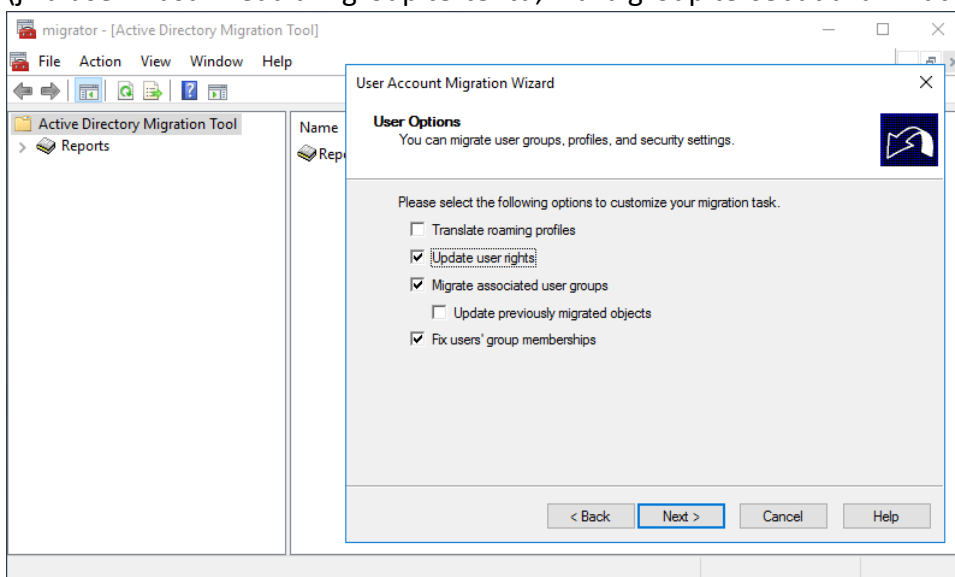 migrator - [Active Directory Migration Tool]
File Action View Window Help
Active Directory Migration Tool
Reports
Name
User Account Migration Wizard
User Options
You can migrate user groups, profiles, and security settings.
Please select the following options to customize your migration task.
Translate roaming profiles
Update user rights
Migrate associated user groups
Update previously migrated objects
Fix users' group memberships
< Back Next > Cancel Help